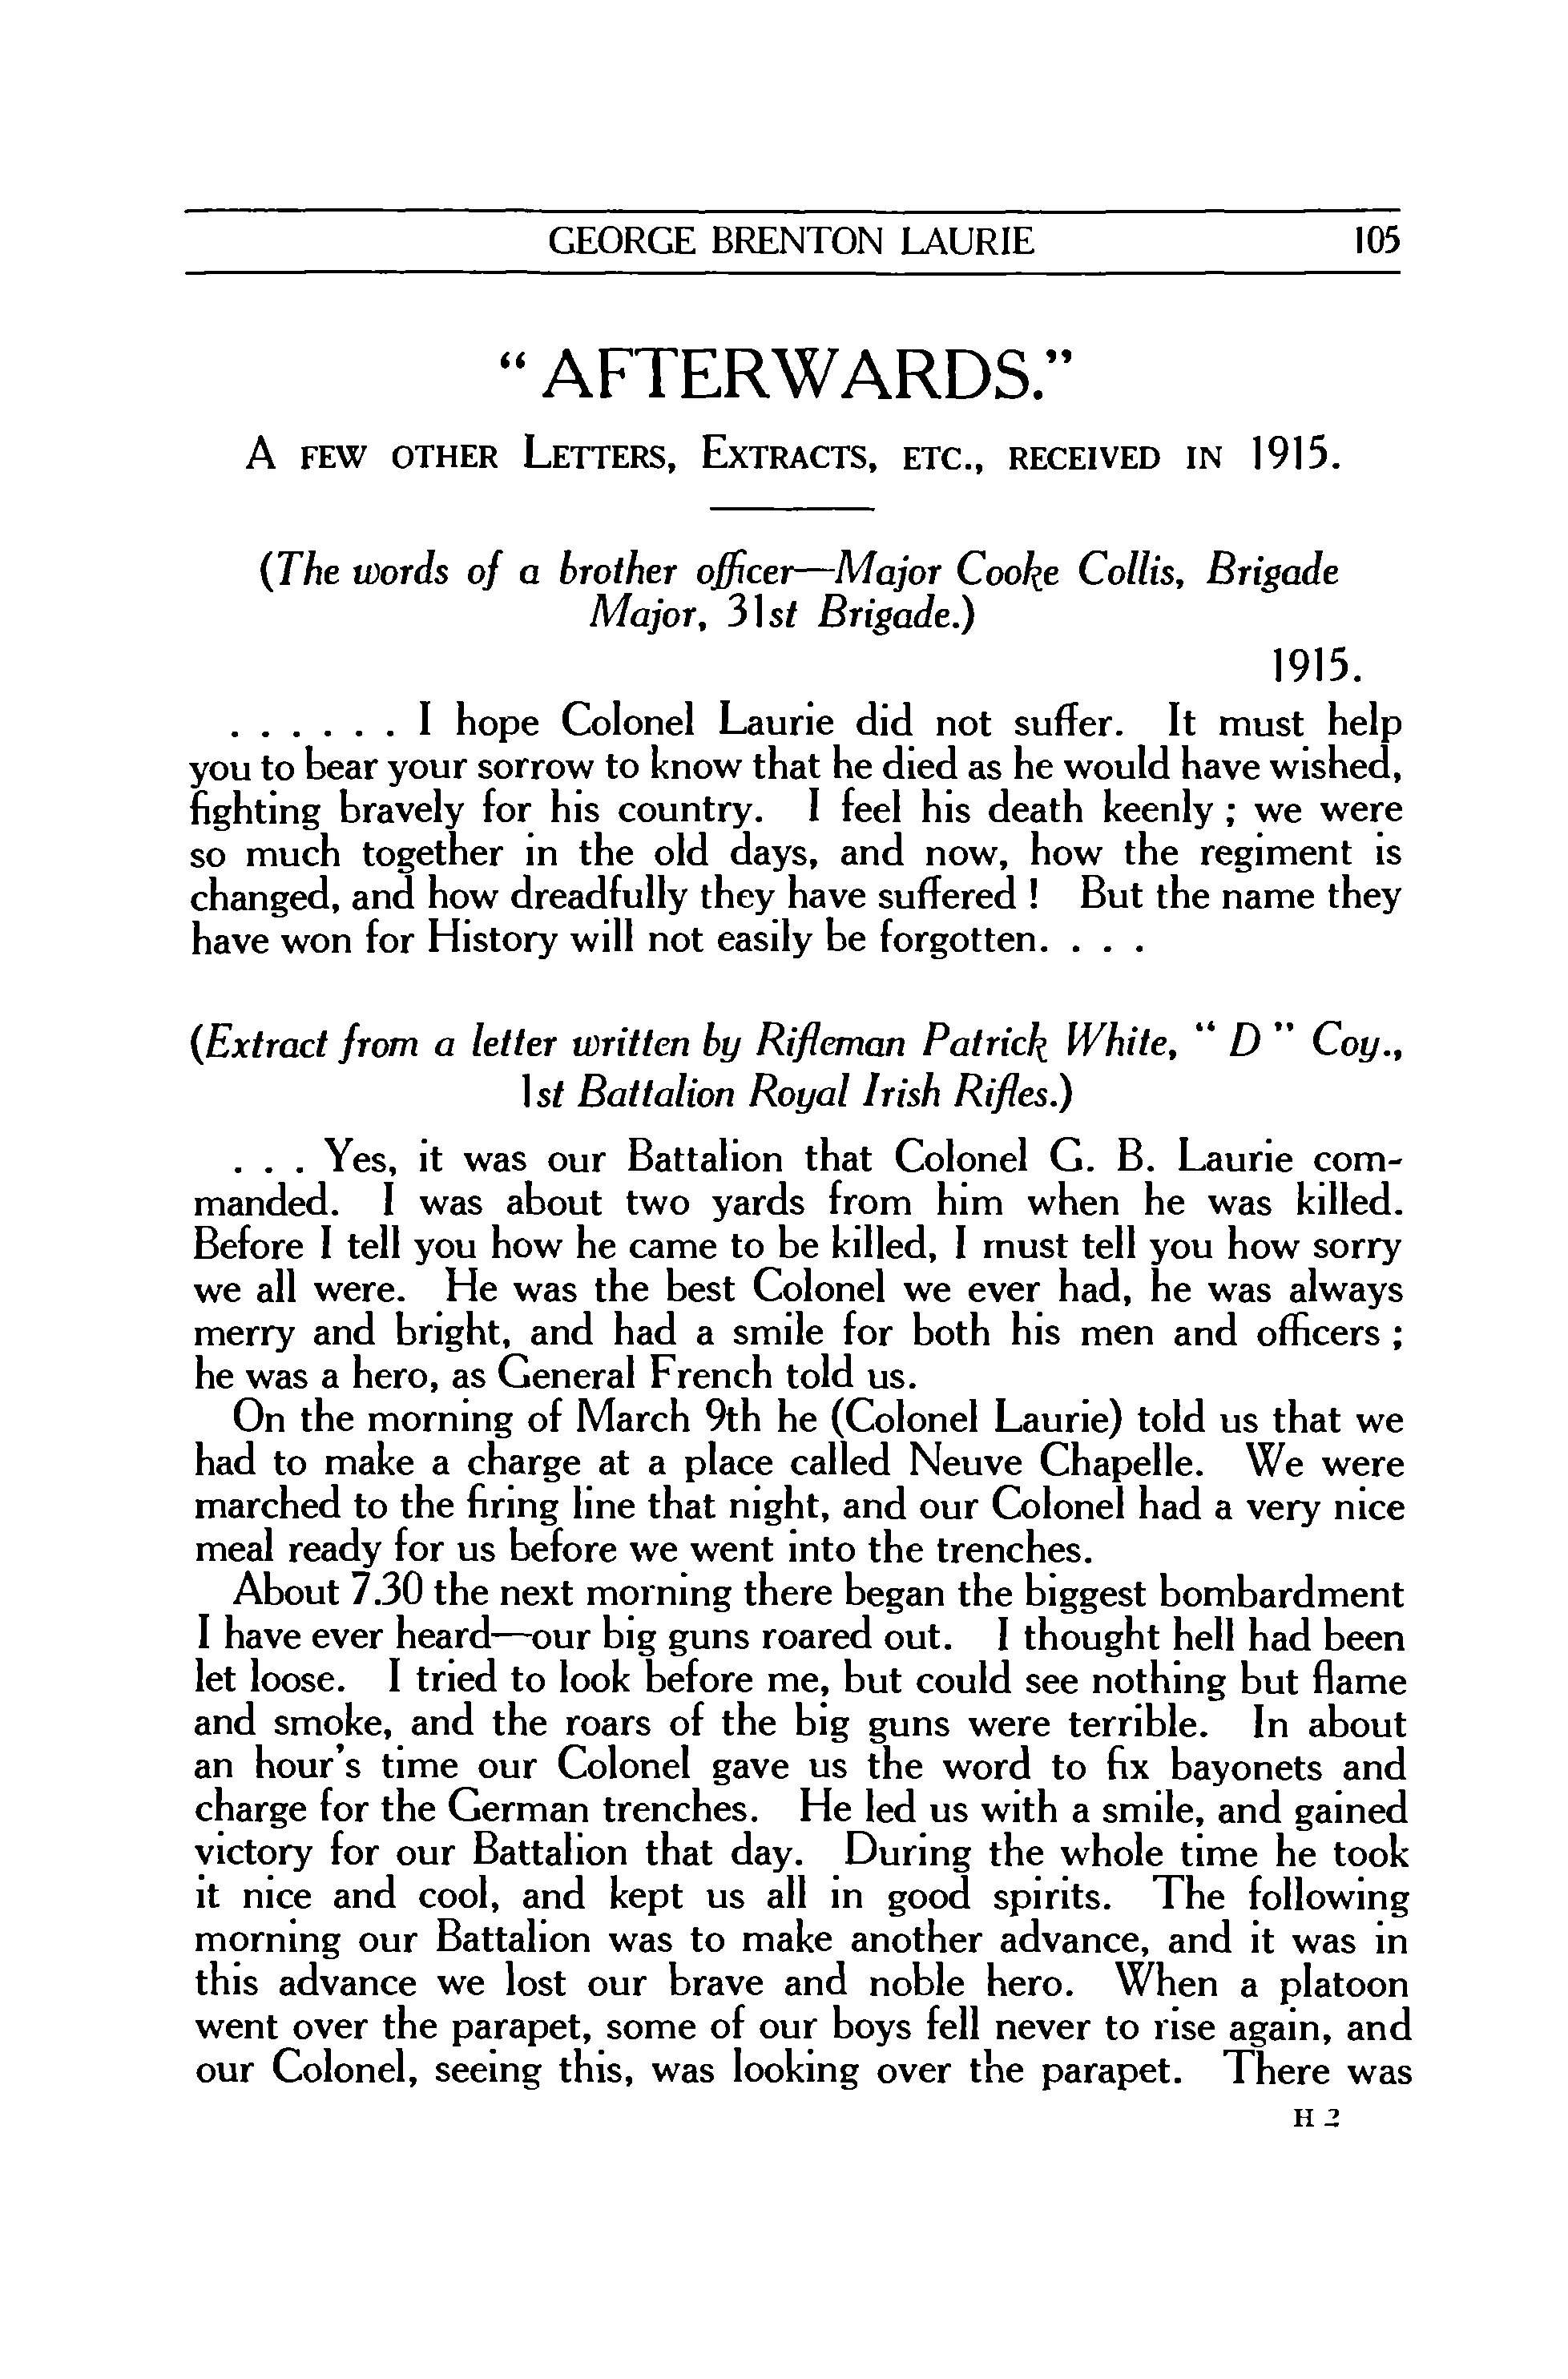 GEORGE BRENTON LAURIE 105
“ AFTERWARDS.”
A FEW OTHER LETTERS, EXTRACTS, ETC., RECEIVED IN 1915.
(The words of a brother officer—Major Cooke Collis, Brigade
Major, 31st Brigade.)
1915.
. . . . . . I hope Colonel Laurie did not suffer. It must help
you to bear your sorrow to know that he died as he would have wished,
fighting bravely for his country. I feel his death keenly ; we were
so much together in the old days, and now, how the regiment is
changed, and how dreadfully they have suffered ! But the name they
have won for History will not easily be forgotten. . . .
(Extract from a letter written by Rifleman Patrick White, “ D ” Coy.,
1st Battalion Royal Irish Rifles.)
. . . Yes, it was our Battalion that Colonel G. B. Laurie com-
manded. I was about two yards from him when he was killed.
Before I tell you how he came to be killed, I must tell you how sorry
we all were. He was the best Colonel we ever had, he was always
merry and bright, and had a smile for both his men and officers ;
he was a hero, as General French told us.
On the morning of March 9th he (Colonel Laurie) told us that we
had to make a charge at a place called Neuve Chapelle. We were
marched to the firing line that night, and our Colonel had a very nice
meal ready for us before we went into the trenches.
About 7.30 the next morning there began the biggest bombardment
I have ever heard—our big guns roared out. I thought hell had been
let loose. I tried to look before me, but could see nothing but flame
and smoke, and the roars of the big guns were terrible. In about
an hour’s time our Colonel gave us the word to fix bayonets and
charge for the German trenches. He led us with a smile, and gained
victory for our Battalion that day. During the whole time he took
it nice and cool, and kept us all in good spirits. The following
morning our Battalion was to make another advance, and it was in
this advance we lost our brave and noble hero. When a platoon
went over the parapet, some of our boys fell never to rise again, and
our Colonel, seeing this, was looking over the parapet. There was
H 2